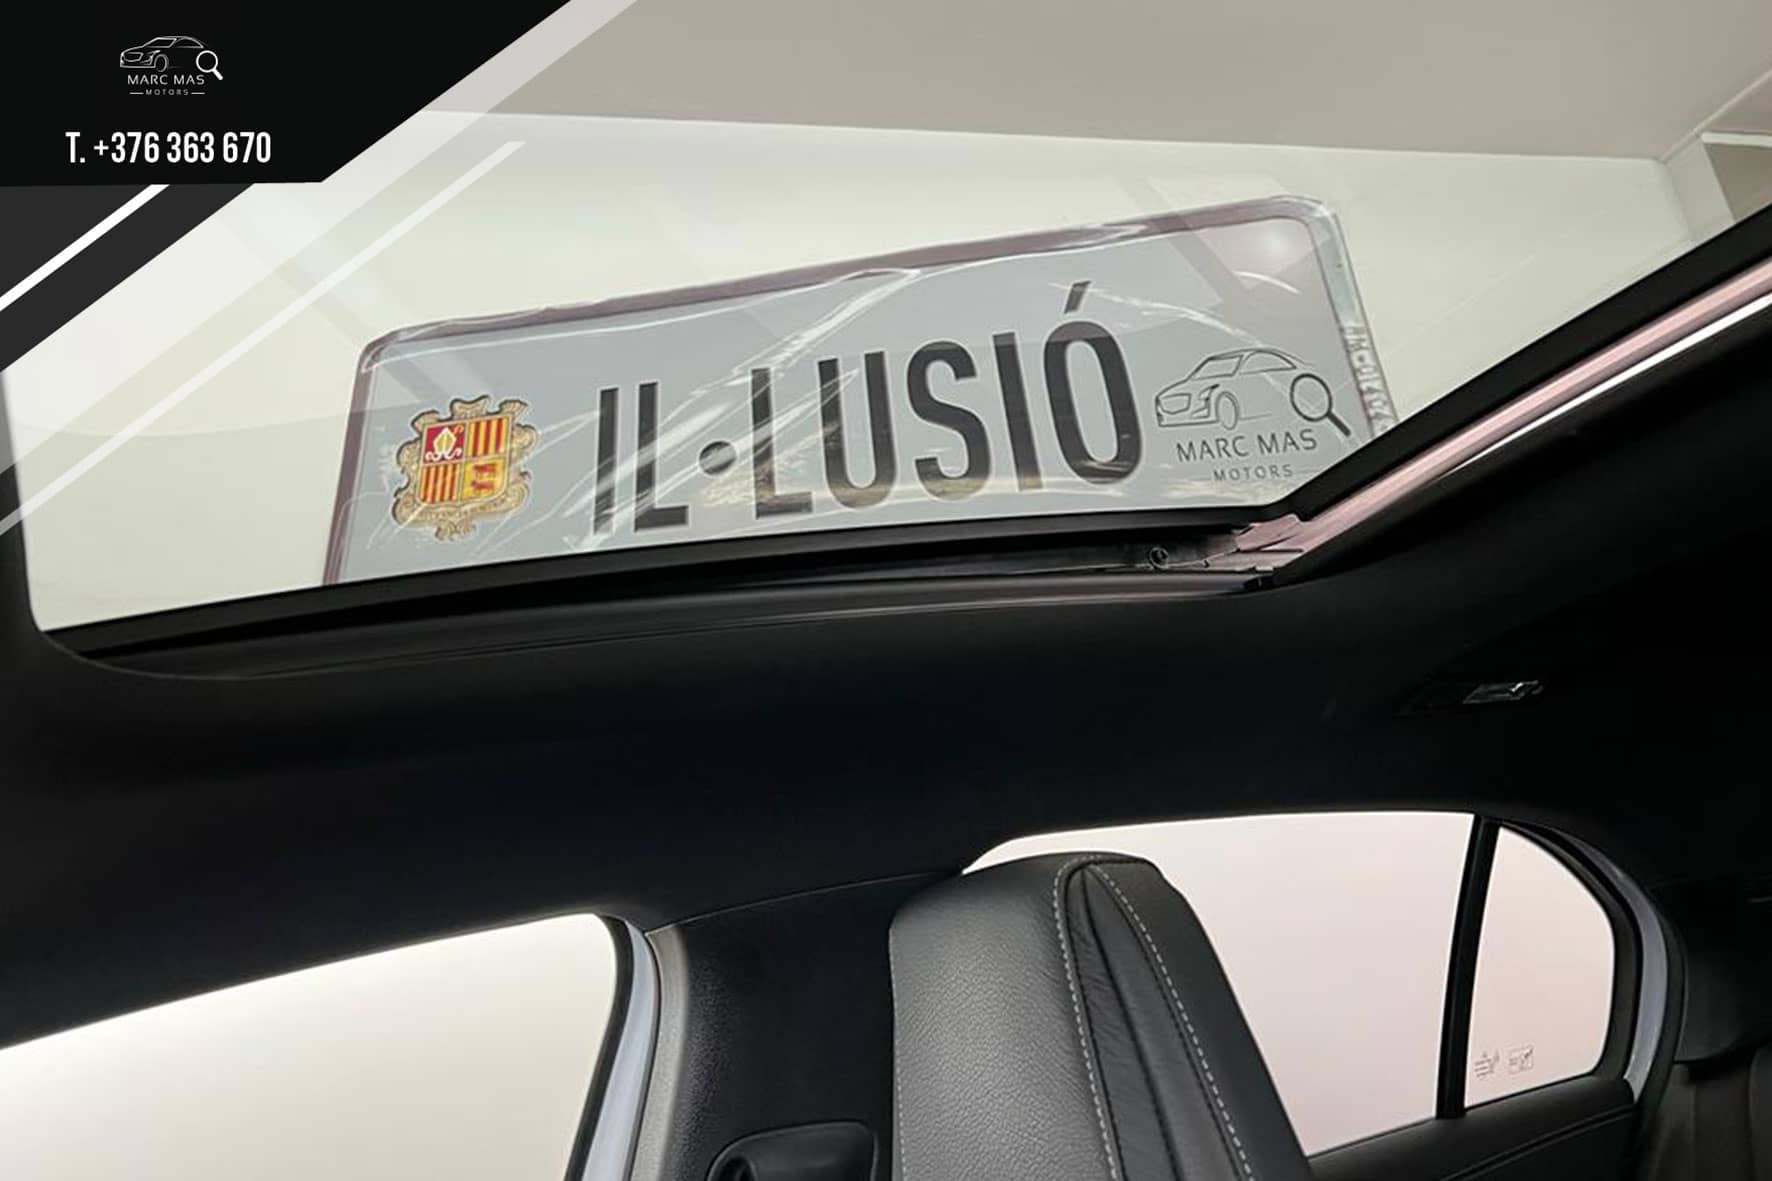 MARC MAS
MOTORS
T. +376 363 670
IL·LUSIÓ
MARC MAS
MOTORS